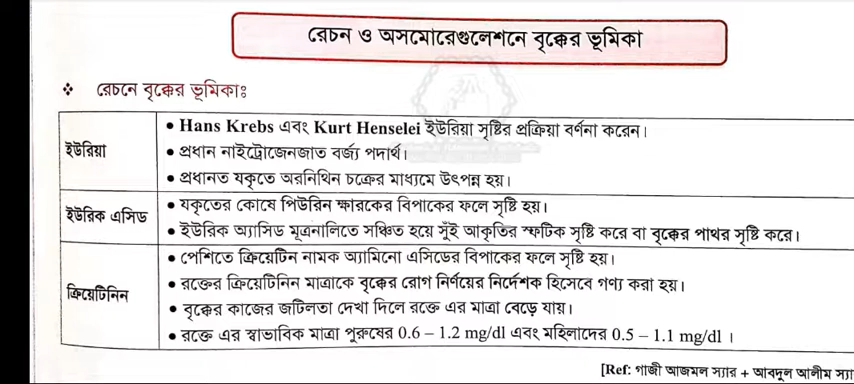 রেচন ও অসমোরেগুলেশনে বৃক্কের ভূমিকা
❖ রেচনে বৃক্কের ভূমিকাঃ
ইউরিয়া
• Hans Krebs এবং Kurt Henselei ইউরিয়া সৃষ্টির প্রক্রিয়া বর্ণনা করেন।
• প্রধান নাইট্রোজেনজাত বর্জ্য পদার্থ।
• প্রধানত যকৃতে অরনিথিন চক্রের মাধ্যমে উৎপন্ন হয়।
ইউরিক এসিড
• যকৃতের কোষে পিউরিন ক্ষারকের বিপাকের ফলে সৃষ্টি হয়।
• ইউরিক অ্যাসিড মূত্রনালিতে সঞ্চিত হয়ে সুঁই আকৃতির স্ফটিক সৃষ্টি করে বা বৃক্কের পাথর সৃষ্টি করে।
ক্রিয়েটিনিন
• পেশিতে ক্রিয়েটিন নামক অ্যামিনো এসিডের বিপাকের ফলে সৃষ্টি হয়।
• রক্তের ক্রিয়েটিনিন মাত্রাকে বৃক্কের রোগ নির্ণয়ের নির্দেশক হিসেবে গণ্য করা হয়।
• বৃক্কের কাজের জটিলতা দেখা দিলে রক্তে এর মাত্রা বেড়ে যায়।
• রক্তে এর স্বাভাবিক মাত্রা পুরুষের 0.6 – 1.2 mg/dl এবং মহিলাদের 0.5 – 1.1 mg/dl ।
[Ref: গাজী আজমল স্যার + আবদুল আলীম স্যা